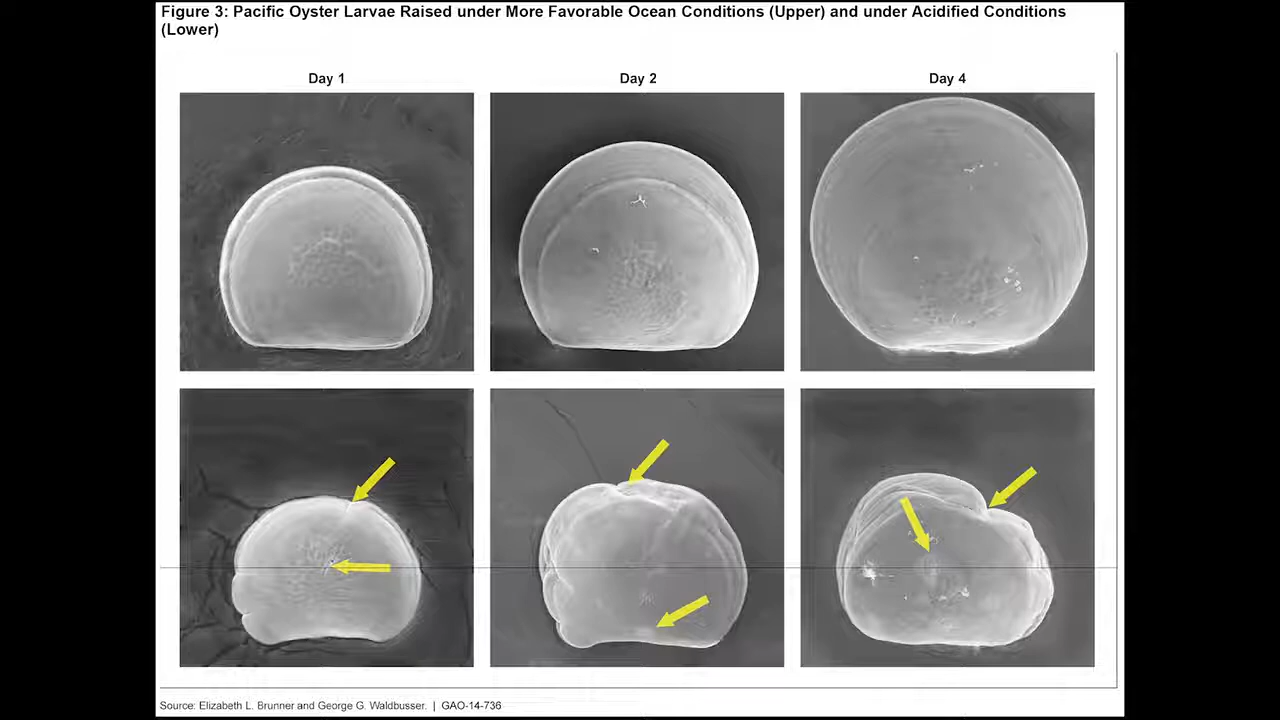 Figure 3: Pacific Oyster Larvae Raised under More Favorable Ocean Conditions (Upper) and under Acidified Conditions
(Lower)
Day 1
Day 2
Day 4
Source: Elizabeth L. Brunner and George G. Waldbusser. | GAO-14-736